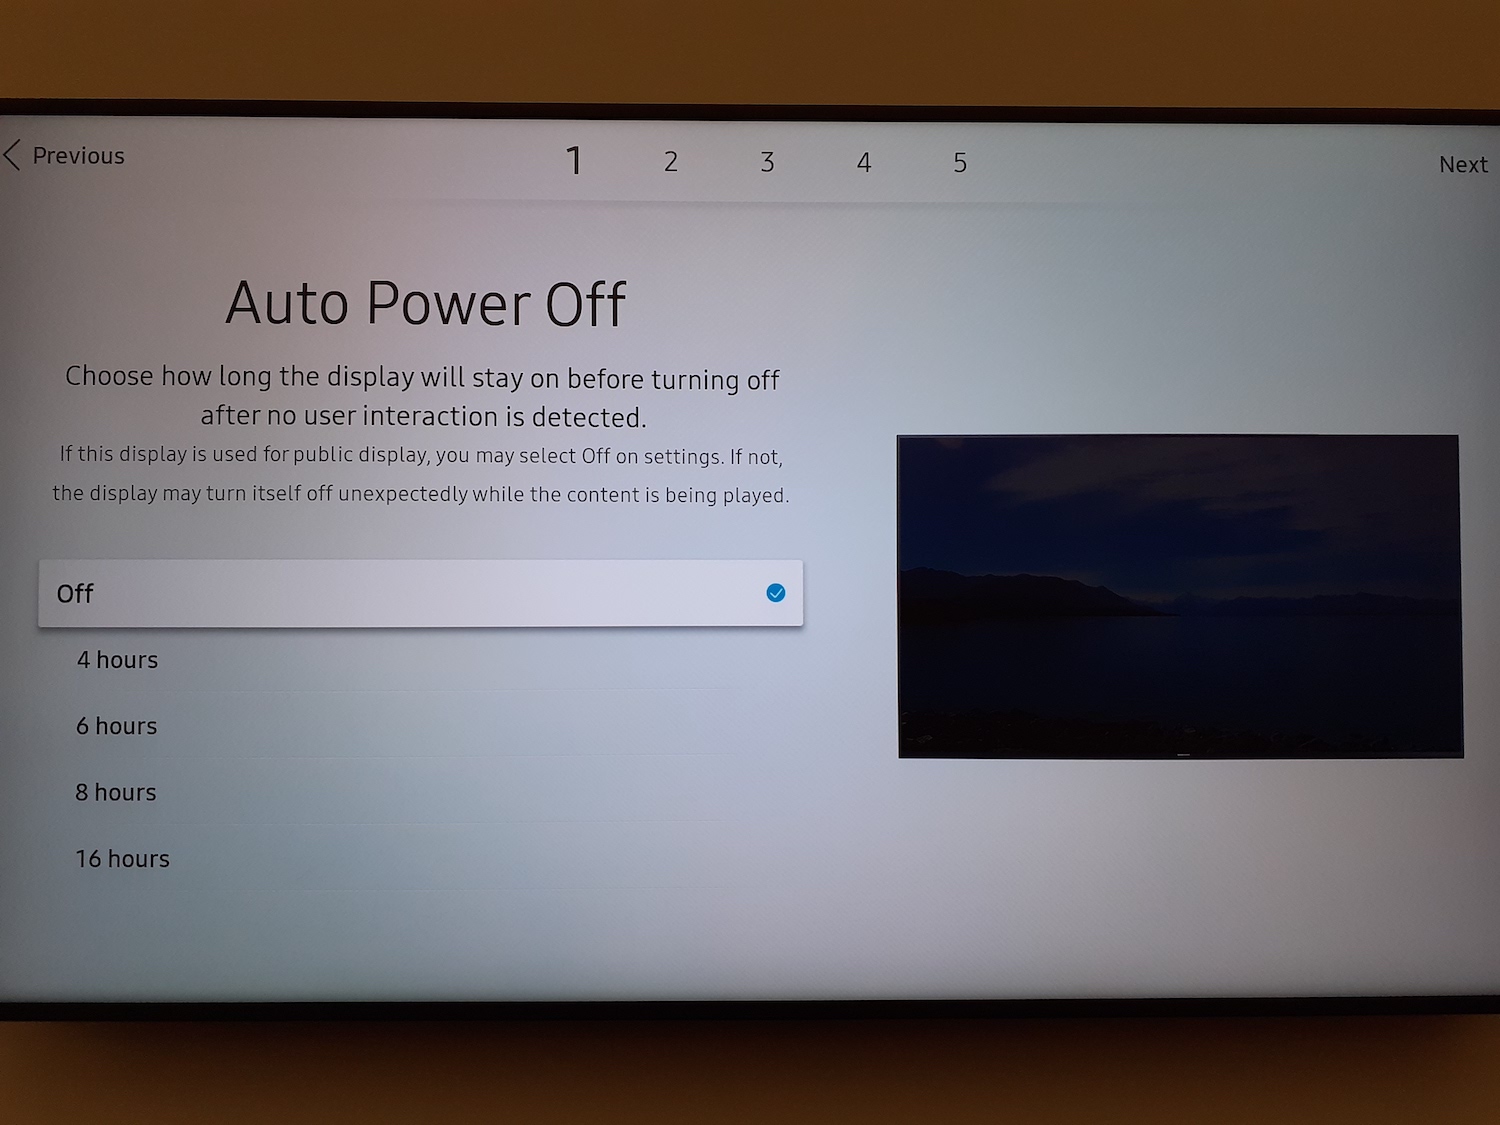 Previous
1 2 3 4 5
Next
Auto Power Off
Choose how long the display will stay on before turning off
after no user interaction is detected.
If this display is used for public display, you may select Off on settings. If not,
the display may turn itself off unexpectedly while the content is being played.
Off
4 hours
6 hours
8 hours
16 hours